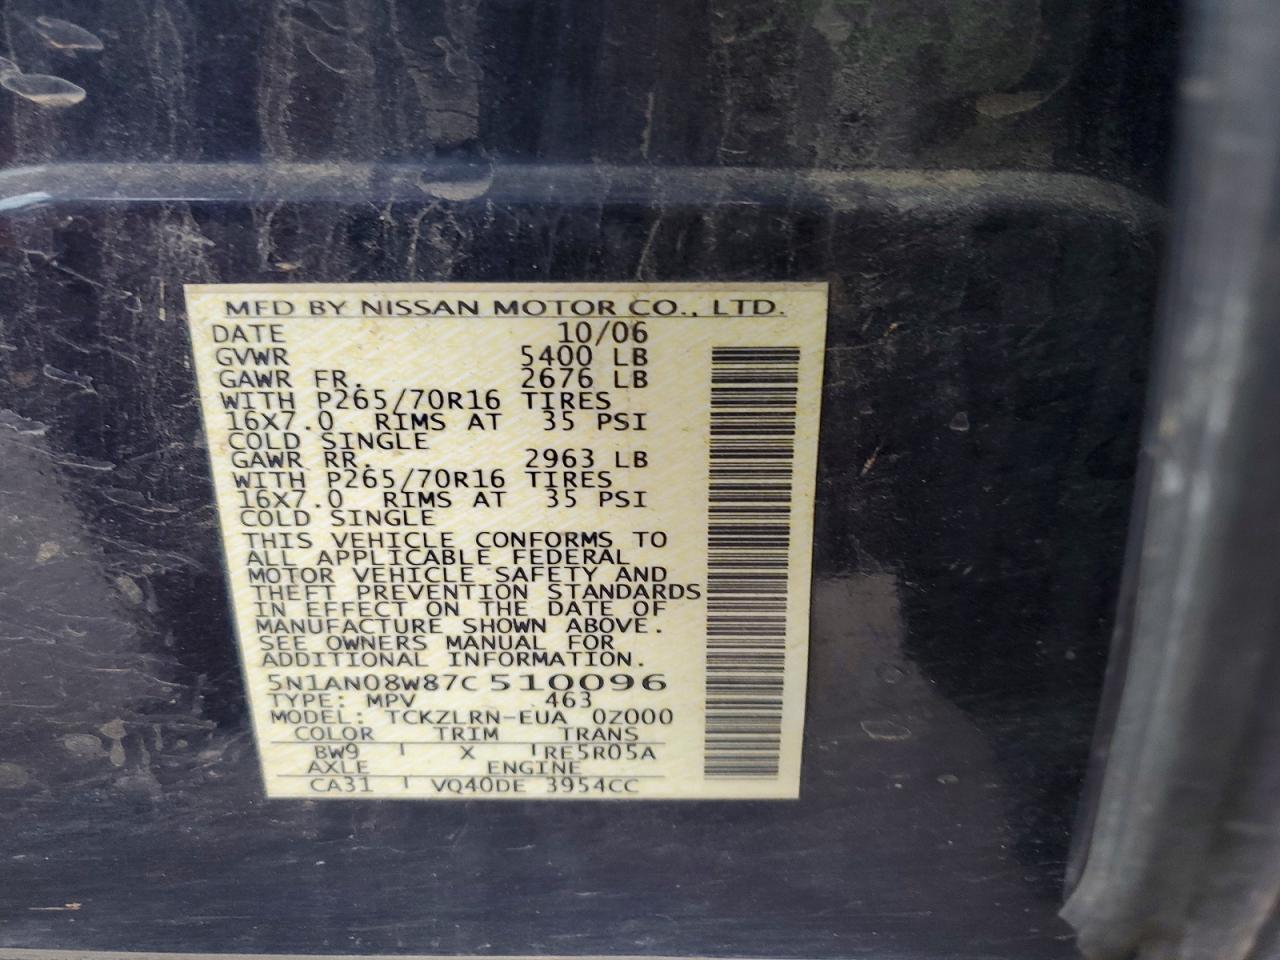 MFD BY NISSAN MOTOR CO., LTD.
DATE 10/06
GVWR 5400 LB
GAWR FR. 2676 LB
WITH P265/70R16 TIRES
16X7.0 RIMS AT 35 PSI
COLD SINGLE
GAWR RR. 2963 LB
WITH P265/70R16 TIRES
16X7.0 RIMS AT 35 PSI
COLD SINGLE
THIS VEHICLE CONFORMS TO
ALL APPLICABLE FEDERAL
MOTOR VEHICLE SAFETY AND
THEFT PREVENTION STANDARDS
IN EFFECT ON THE DATE OF
MANUFACTURE SHOWN ABOVE.
SEE OWNERS MANUAL FOR
ADDITIONAL INFORMATION.
5N1AN08W87C510096
TYPE: MPV 463
MODEL: TCKZLRN-EUA 0Z000
COLOR TRIM TRANS
BW9 X RE5R05A
AXLE ENGINE
CA31 VQ40DE 3954CC